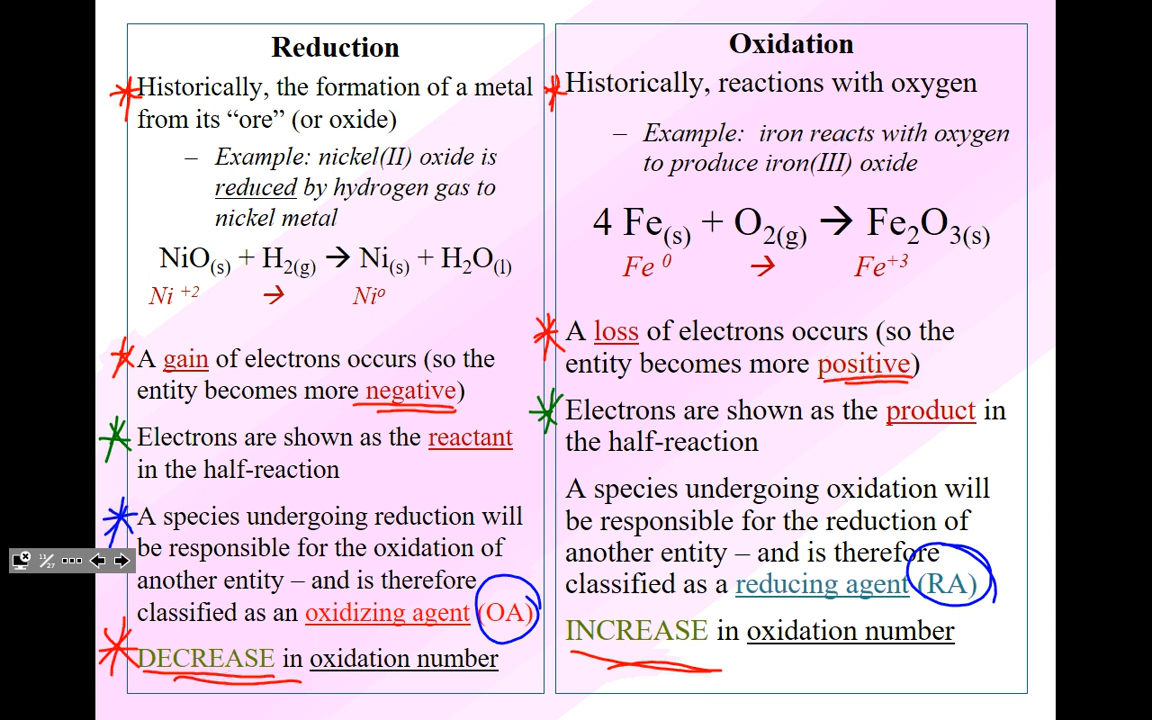 Reduction
Historically, the formation of a metal
from its “ore” (or oxide)
– Example: nickel(II) oxide is
reduced by hydrogen gas to
nickel metal
NiO(s) + H2(g) → Ni(s) + H2O(l)
Ni +2 → Nio
A gain of electrons occurs (so the
entity becomes more negative)
Electrons are shown as the reactant
in the half-reaction
A species undergoing reduction will
be responsible for the oxidation of
another entity – and is therefore
classified as an oxidizing agent (OA)
DECREASE in oxidation number
Oxidation
Historically, reactions with oxygen
– Example: iron reacts with oxygen
to produce iron(III) oxide
4 Fe(s) + O2(g) → Fe2O3(s)
Fe 0 → Fe+3
A loss of electrons occurs (so the
entity becomes more positive)
Electrons are shown as the product in
the half-reaction
A species undergoing oxidation will
be responsible for the reduction of
another entity – and is therefore
classified as a reducing agent (RA)
INCREASE in oxidation number
11/27